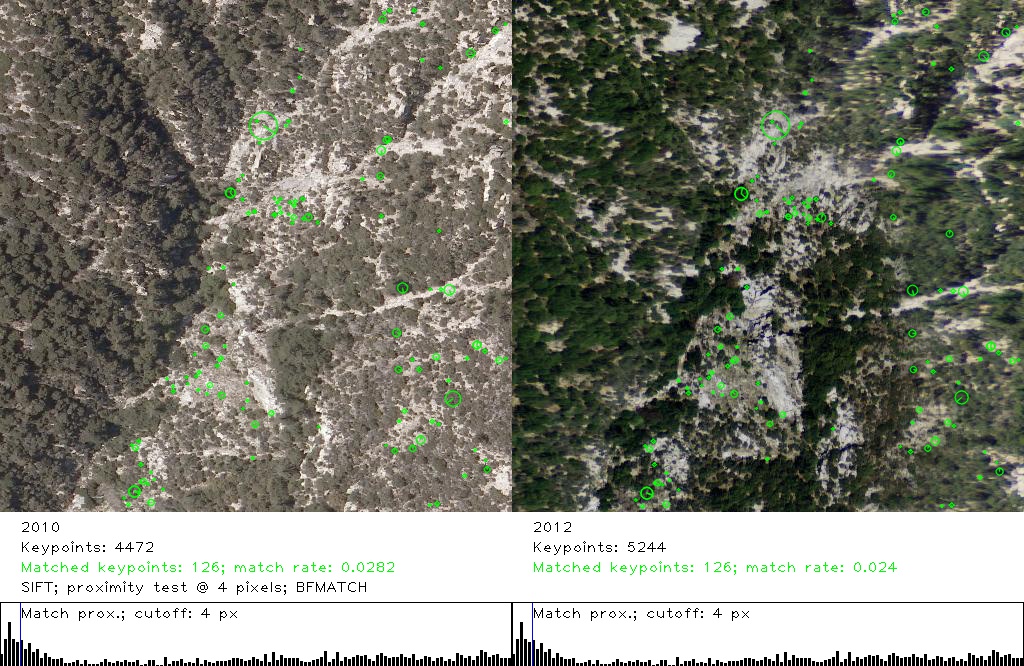 2010
Keypoints: 4472
Matched keypoints: 126; match rate: 0.0282
SIFT; proximity test @ 4 pixels; BFMATCH
Match prox.; cutoff: 4 px
2012
Keypoints: 5244
Matched keypoints: 126; match rate: 0.024
Match prox.; cutoff: 4 px